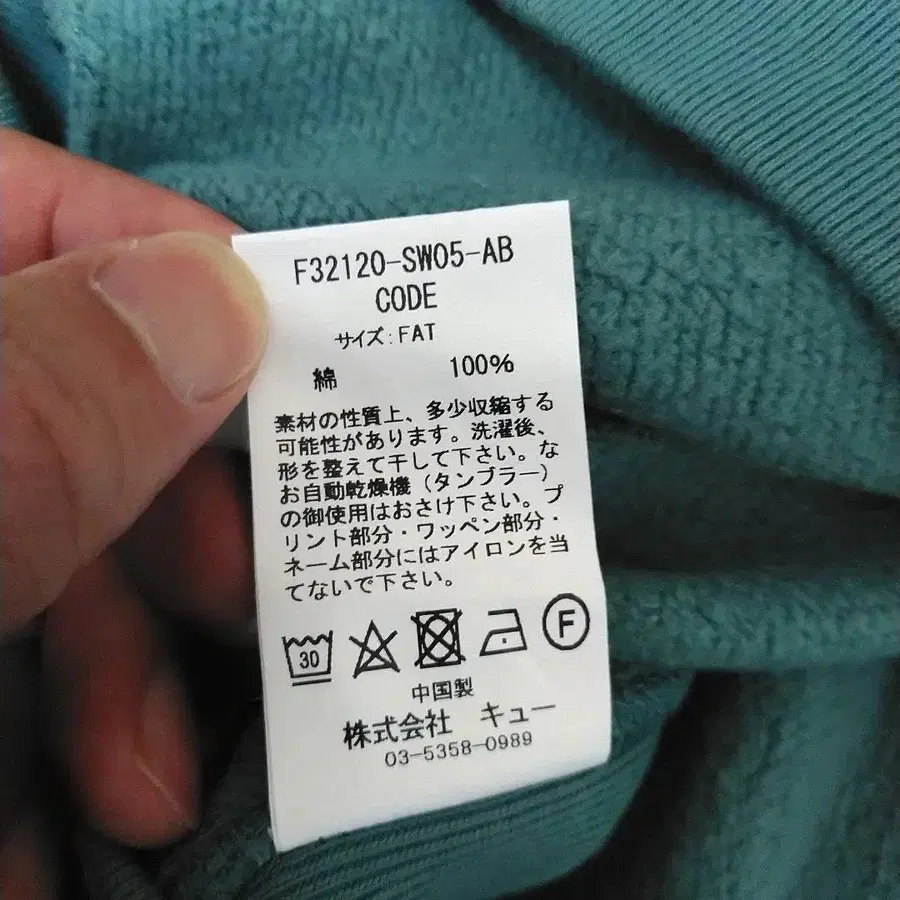 F32120-SW05-AB
CODE
サイズ:FAT
綿 100%
素材の性質上、多少収縮する
可能性があります。洗濯後、
形を整えて干して下さい。な
お自動乾燥機(タンブラー)
の御使用はおさけ下さい。プ
リント部分・ワッペン部分・
ネーム部分にはアイロンを当
てないで下さい。
30 F
中国製
株式会社 キュー
03-5358-0989